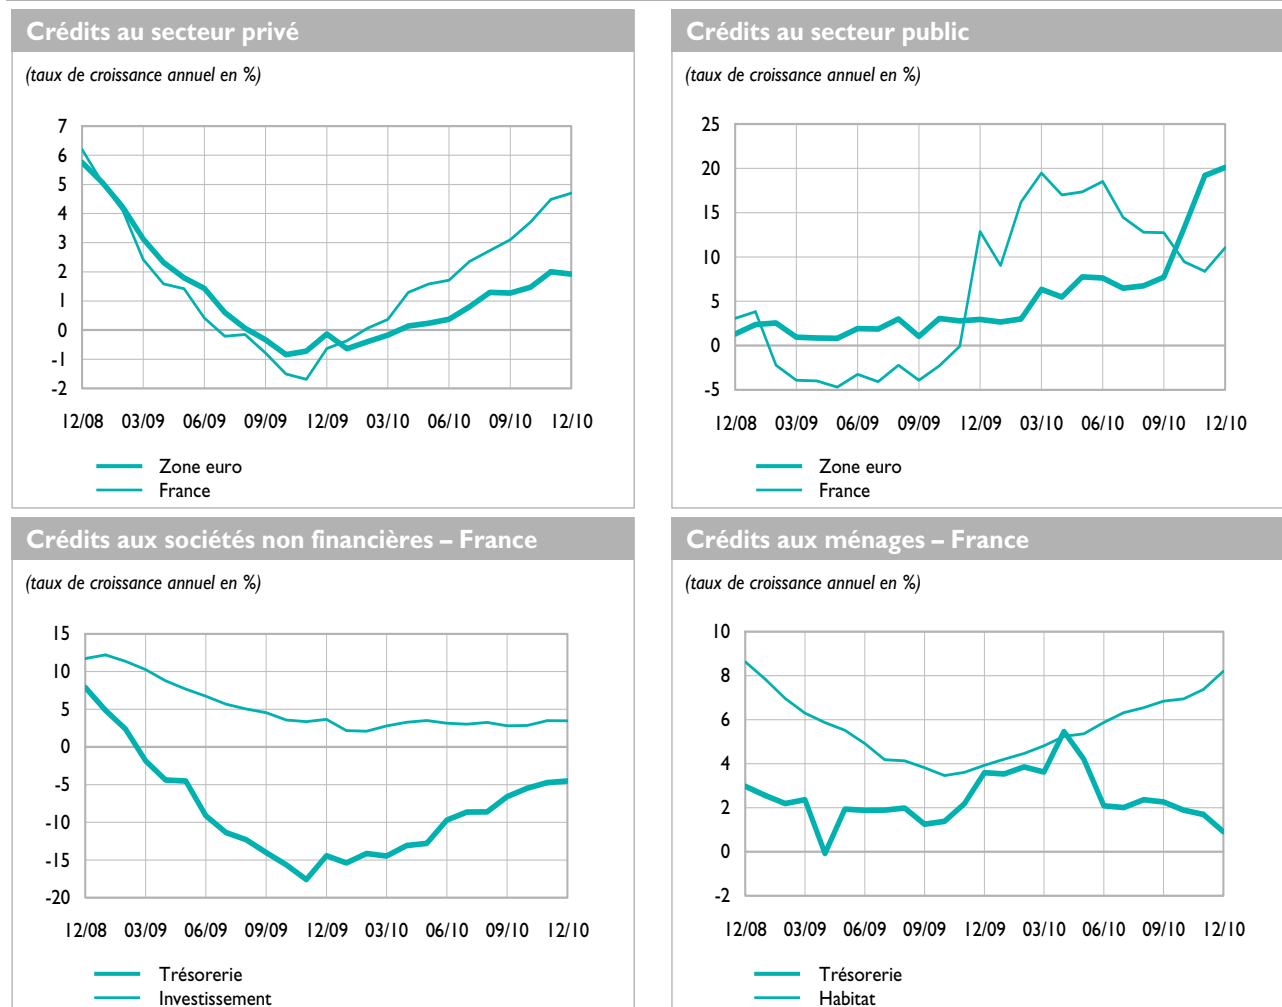 Crédits au secteur privé
(taux de croissance annuel en %)
7
6
5
4
3
2
1
0
-1
-2
12/08 03/09 06/09 09/09 12/09 03/10 06/10 09/10 12/10
Zone euro
France
Crédits au secteur public
(taux de croissance annuel en %)
25
20
15
10
5
0
-5
12/08 03/09 06/09 09/09 12/09 03/10 06/10 09/10 12/10
Zone euro
France
Crédits aux sociétés non financières – France
(taux de croissance annuel en %)
15
10
5
0
-5
-10
-15
-20
12/08 03/09 06/09 09/09 12/09 03/10 06/10 09/10 12/10
Trésorerie
Investissement
Crédits aux ménages – France
(taux de croissance annuel en %)
10
8
6
4
2
0
-2
12/08 03/09 06/09 09/09 12/09 03/10 06/10 09/10 12/10
Trésorerie
Habitat